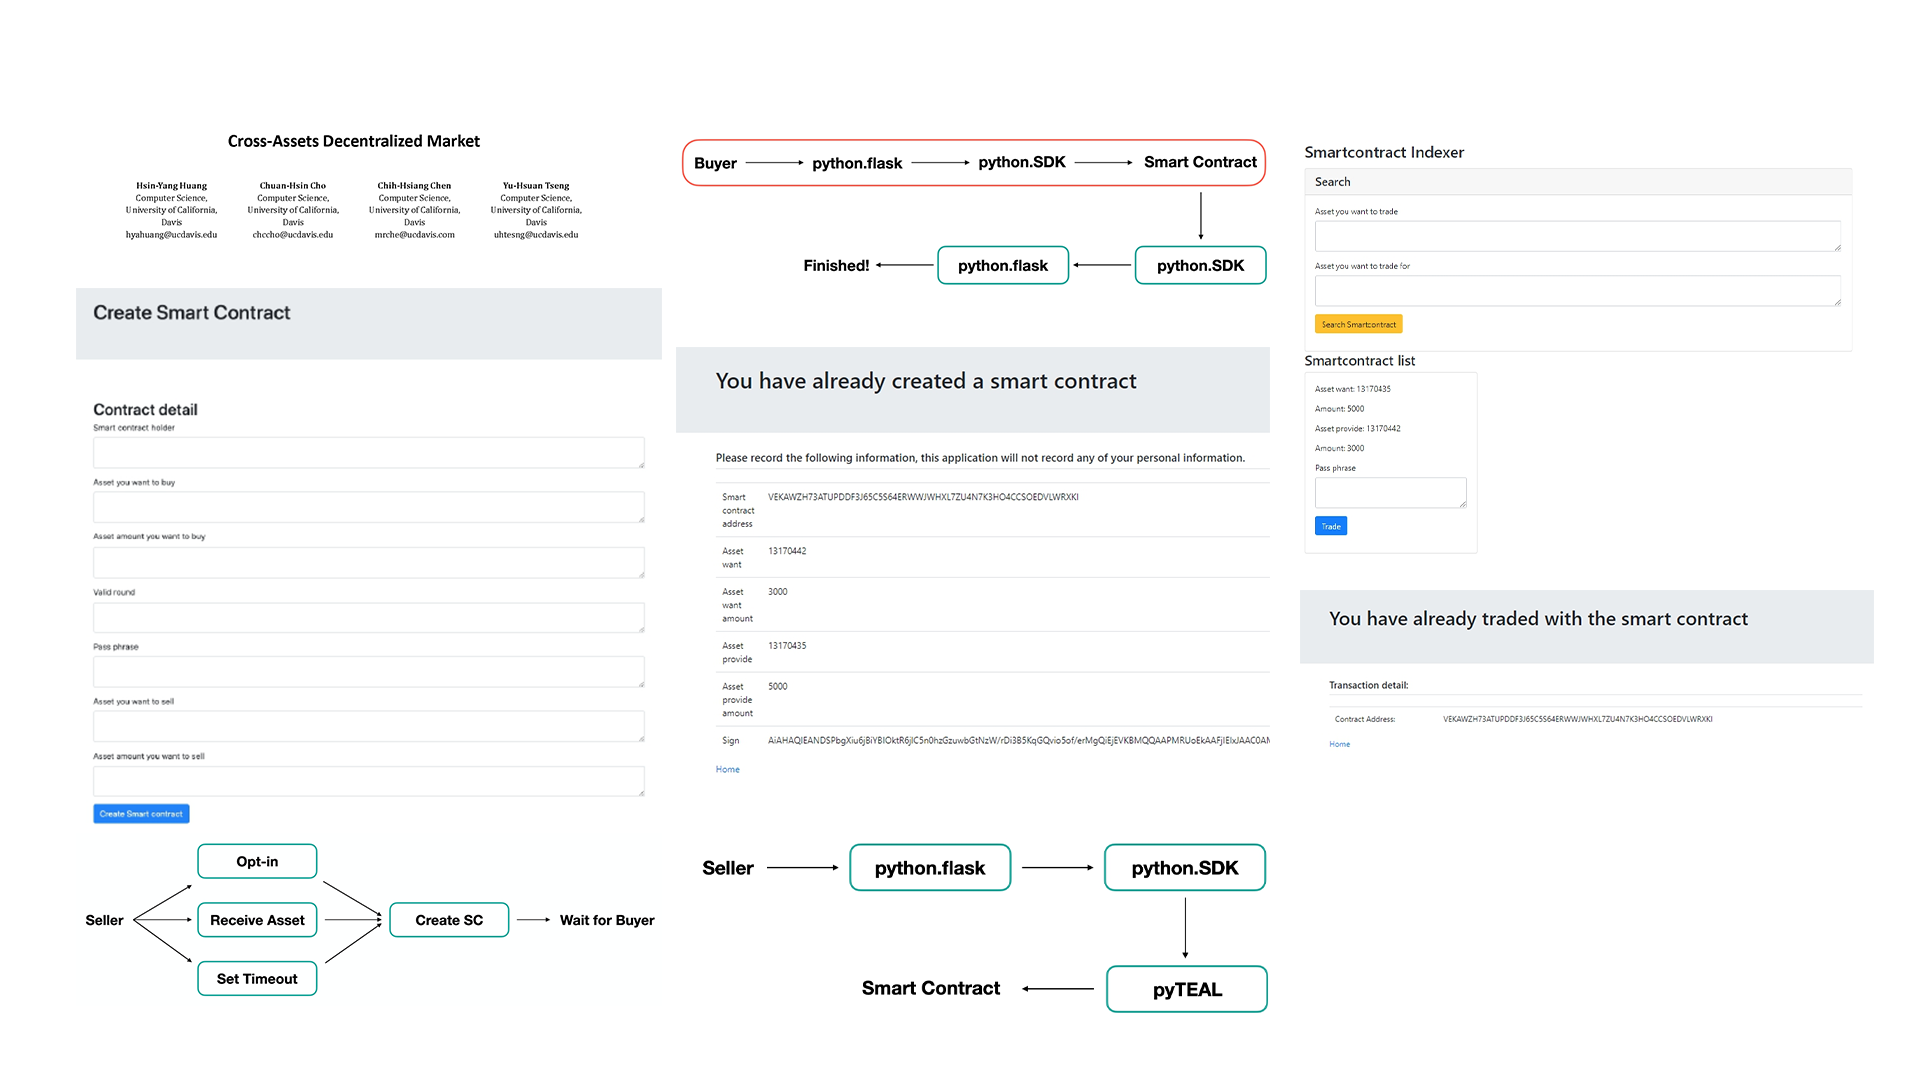 Cross-Assets Decentralized Market
Hsin-Yang Huang
Computer Science,
University of California,
Davis
hyahuang@ucdavis.edu
Chuan-Hsin Cho
Computer Science,
University of California,
Davis
chccho@ucdavis.edu
Chih-Hsiang Chen
Computer Science,
University of California,
Davis
mrche@ucdavis.com
Yu-Hsuan Tseng
Computer Science,
University of California,
Davis
uhtesng@ucdavis.edu
Create Smart Contract
Contract detail
Smart contract holder
Asset you want to buy
Asset amount you want to buy
Valid round
Pass phrase
Asset you want to sell
Asset amount you want to sell
Create Smart contract
Seller
Opt-in
Receive Asset
Set Timeout
Create SC
Wait for Buyer
Buyer
python.flask
python.SDK
Smart Contract
python.SDK
python.flask
Finished!
You have already created a smart contract
Please record the following information, this application will not record any of your personal information.
Smart contract address VEKAWZH73ATUPDDF3J65C5S64ERWWJWHXL7ZU4N7K3HO4CCSOEDVLWRXKI
Asset want 13170442
Asset want amount 3000
Asset provide 13170435
Asset provide amount 5000
Sign
Home
Seller
python.flask
python.SDK
pyTEAL
Smart Contract
Smartcontract Indexer
Search
Asset you want to trade
Asset you want to trade for
Search Smartcontract
Smartcontract list
Asset want: 13170435
Amount: 5000
Asset provide: 13170442
Amount: 3000
Pass phrase
Trade
You have already traded with the smart contract
Transaction detail:
Contract Address: VEKAWZH73ATUPDDF3J65C5S64ERWWJWHXL7ZU4N7K3HO4CCSOEDVLWRXKI
Home